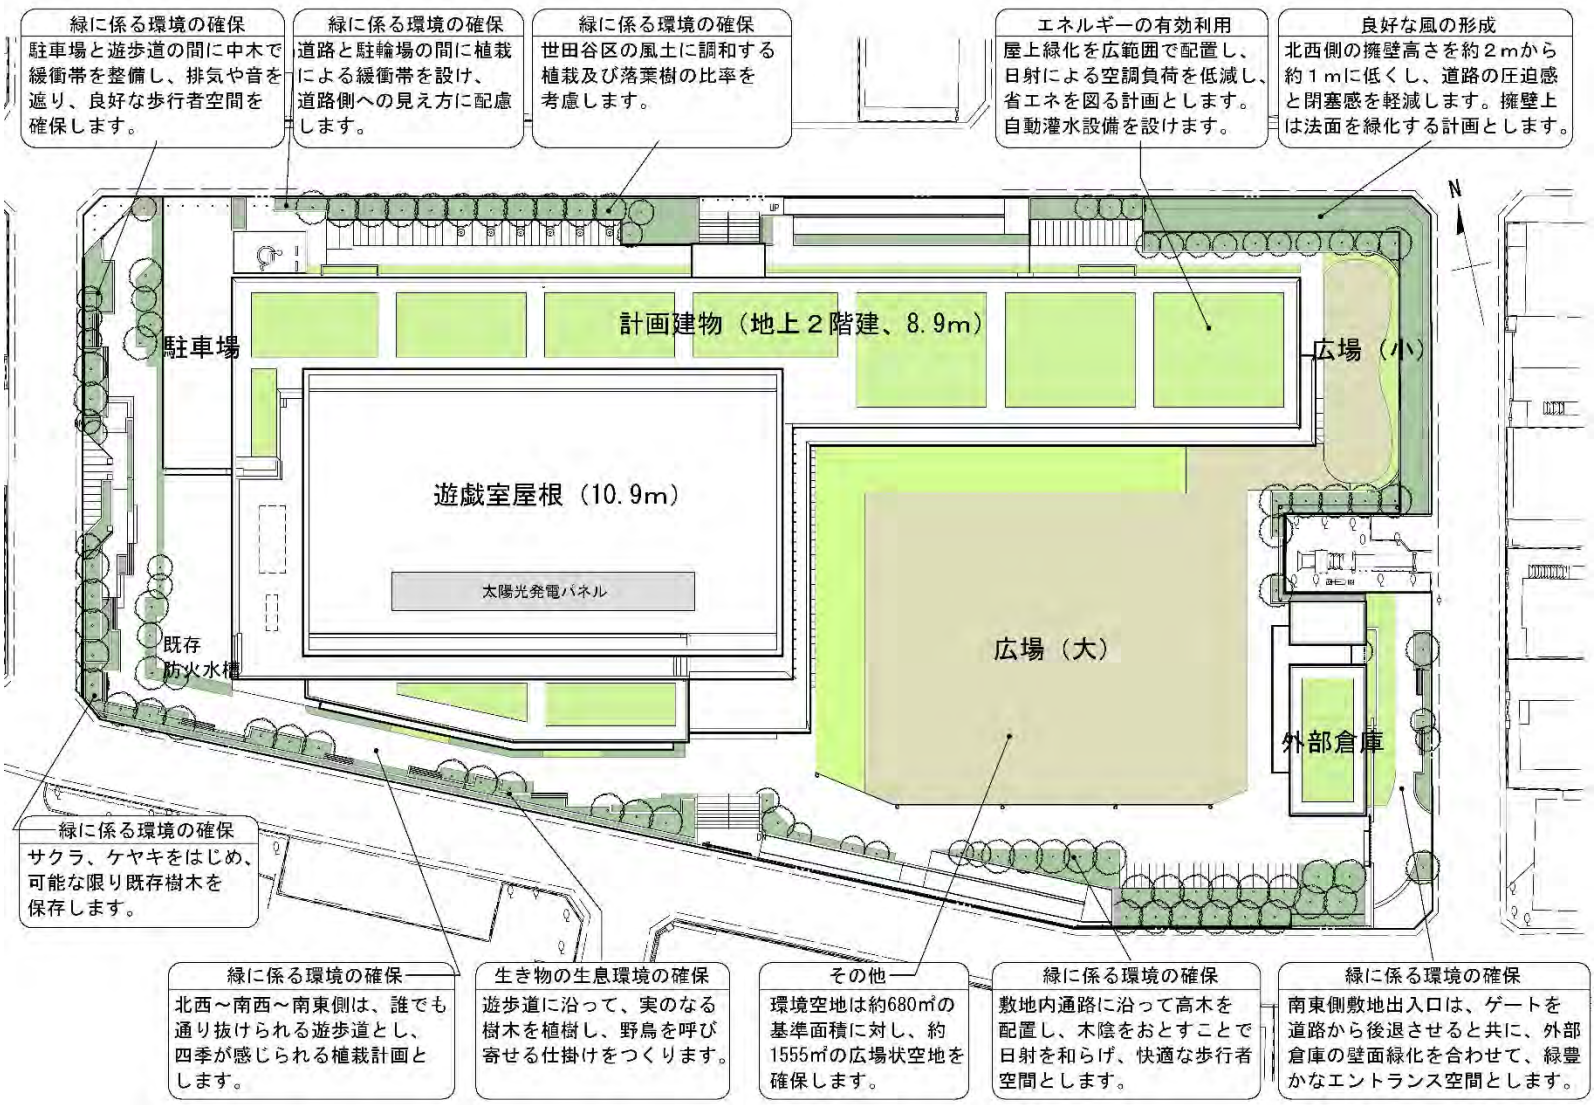 緑に係る環境の確保
駐車場と遊歩道の間に中木で
緩衝帯を整備し、排気や音を
遮り、良好な歩行者空間を
確保します。
緑に係る環境の確保
道路と駐輪場の間に植栽
による緩衝帯を設け、
道路側への見え方に配慮
します。
緑に係る環境の確保
世田谷区の風土に調和する
植栽及び落葉樹の比率を
考慮します。
エネルギーの有効利用
屋上緑化を広範囲で配置し、
日射による空調負荷を低減し、
省エネを図る計画とします。
自動灌水設備を設けます。
良好な風の形成
北西側の擁壁高さを約２ｍから
約１ｍに低くし、道路の圧迫感
と閉塞感を軽減します。擁壁上
は法面を緑化する計画とします。
N
UP
計画建物（地上２階建、8.9ｍ）
駐車場
広場（小）
遊戯室屋根（10.9ｍ）
太陽光発電パネル
広場（大）
既存
防火水槽
外部倉庫
緑に係る環境の確保
サクラ、ケヤキをはじめ、
可能な限り既存樹木を
保存します。
緑に係る環境の確保
北西～南西～南東側は、誰でも
通り抜けられる遊歩道とし、
四季が感じられる植栽計画と
します。
生き物の生息環境の確保
遊歩道に沿って、実のなる
樹木を植樹し、野鳥を呼び
寄せる仕掛けをつくります。
その他
環境空地は約680㎡の
基準面積に対し、約
1555㎡の広場状空地を
確保します。
緑に係る環境の確保
敷地内通路に沿って高木を
配置し、木陰をおとすことで
日射を和らげ、快適な歩行者
空間とします。
緑に係る環境の確保
南東側敷地出入口は、ゲートを
道路から後退させると共に、外部
倉庫の壁面緑化を合わせて、緑豊
かなエントランス空間とします。